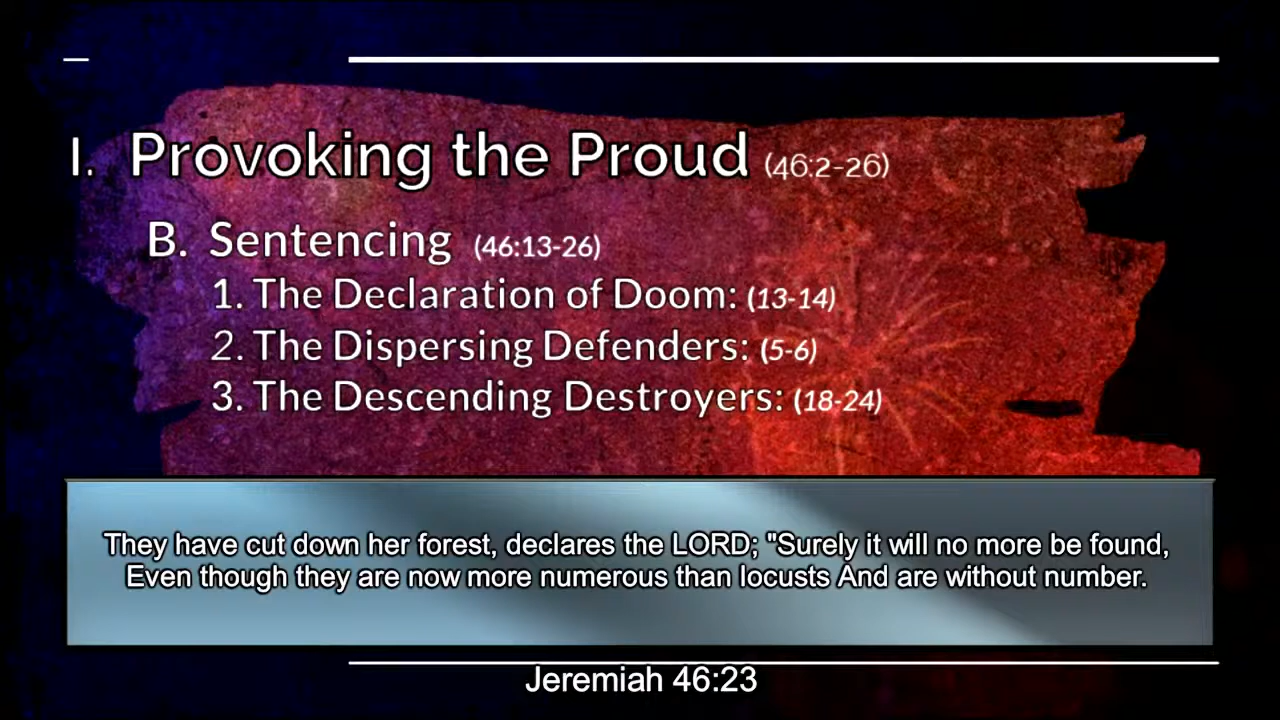 I. Provoking the Proud (46:2-26)
B. Sentencing (46:13-26)
1. The Declaration of Doom: (13-14)
2. The Dispersing Defenders: (5-6)
3. The Descending Destroyers: (18-24)
They have cut down her forest, declares the LORD; "Surely it will no more be found,
Even though they are now more numerous than locusts And are without number.
Jeremiah 46:23